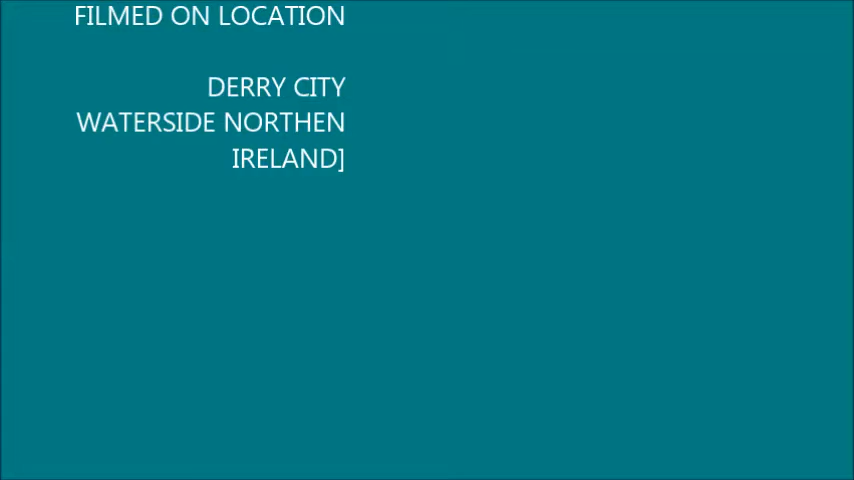 FILMED ON LOCATION
DERRY CITY
WATERSIDE NORTHEN
IRELAND]